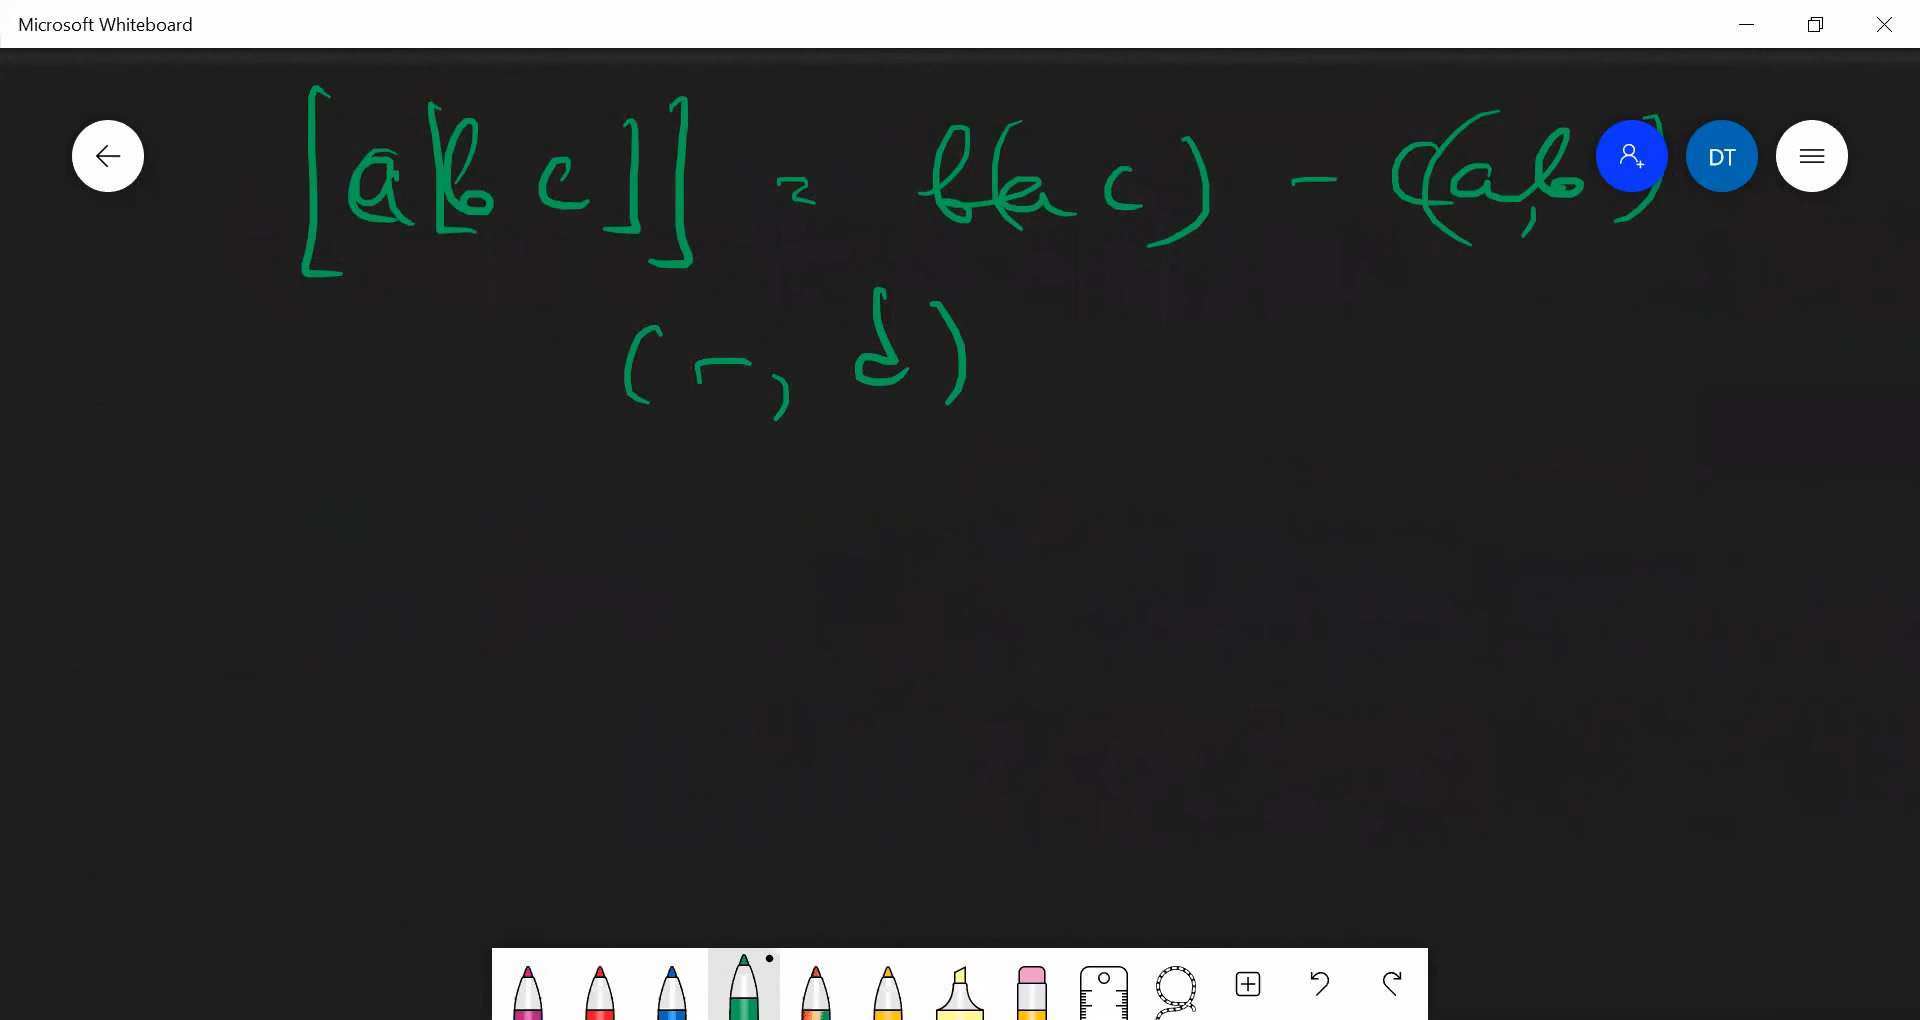 Microsoft Whiteboard
[a[b c]] = b(a c) - c(a, b)
DT
(-, d)